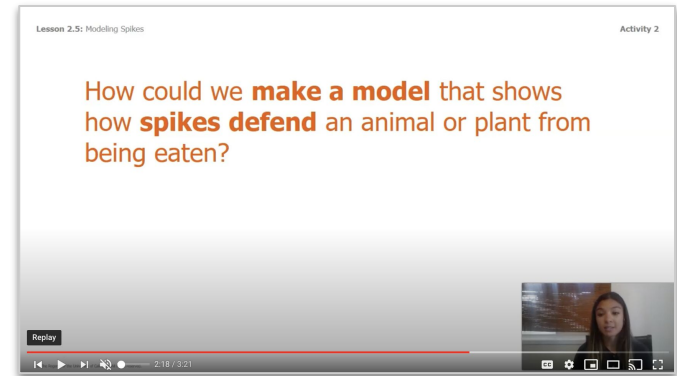 Lesson 2.5: Modeling Spikes
Activity 2
How could we make a model that shows
how spikes defend an animal or plant from
being eaten?
Replay
2:18 / 3:21
CC